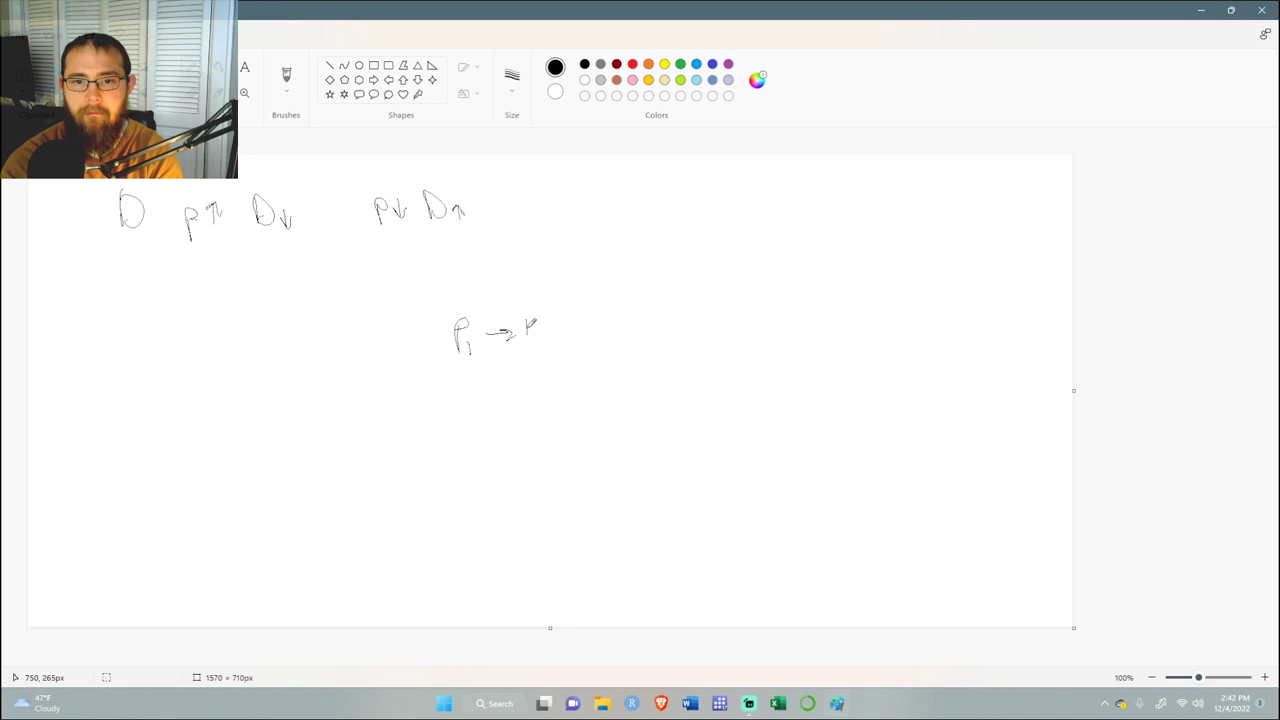 Brushes
Shapes
Size
Colors
D p↑ D↓ p↓ D↑
P₁ →
750, 265px
1570 × 710px
100%
47°F
Cloudy
Search
2:42 PM
12/4/2022